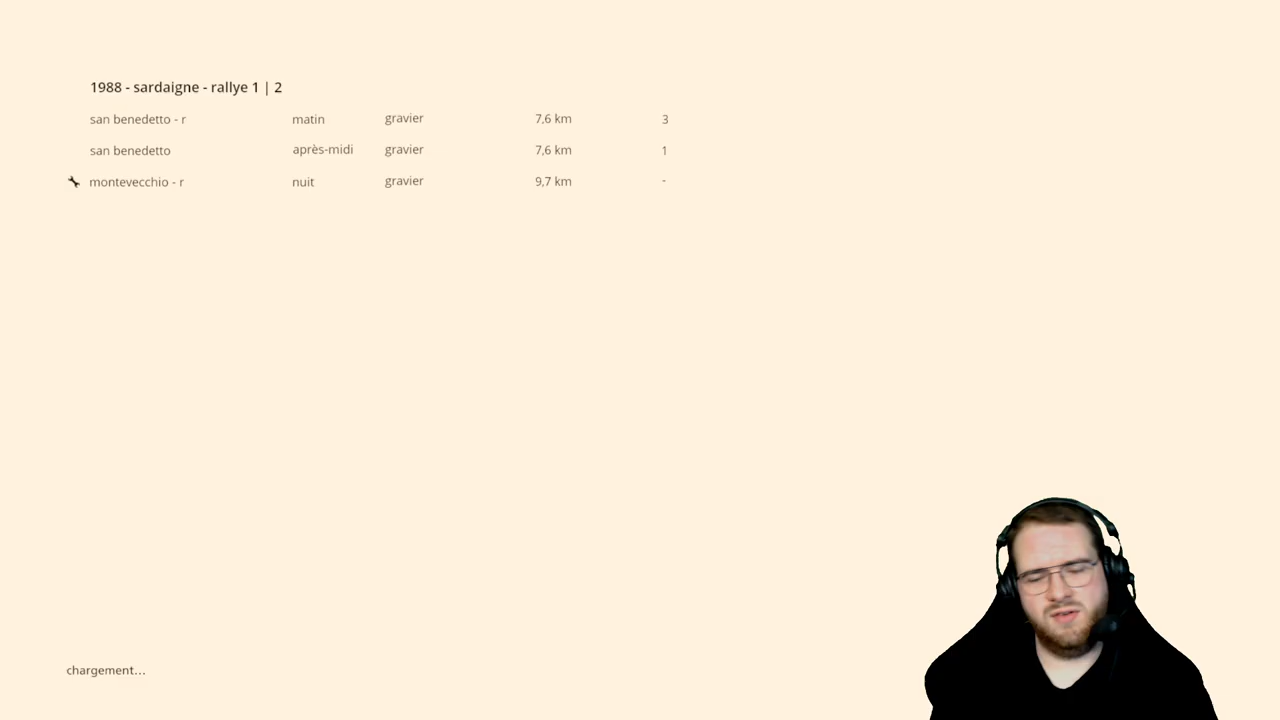 1988 - sardaigne - rallye 1 | 2
san benedetto - r matin gravier 7,6 km 3
san benedetto après-midi gravier 7,6 km 1
montevecchio - r nuit gravier 9,7 km -
chargement...